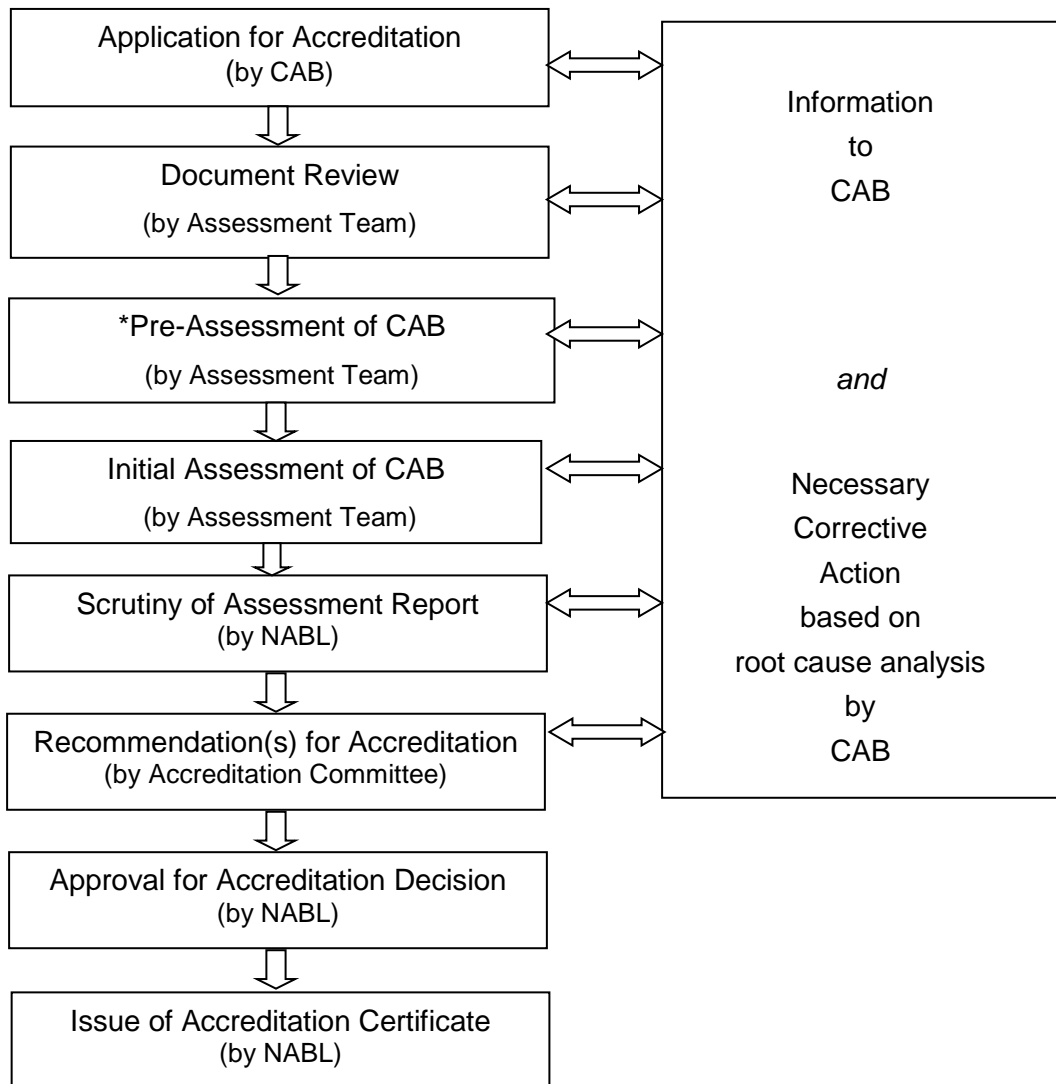 Application for Accreditation
(by CAB)
Document Review
(by Assessment Team)
*Pre-Assessment of CAB
(by Assessment Team)
Initial Assessment of CAB
(by Assessment Team)
Scrutiny of Assessment Report
(by NABL)
Recommendation(s) for Accreditation
(by Accreditation Committee)
Approval for Accreditation Decision
(by NABL)
Issue of Accreditation Certificate
(by NABL)
Information
to
CAB
and
Necessary
Corrective
Action
based on
root cause analysis
by
CAB